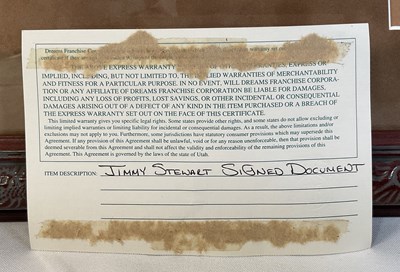 Dreams Franchise Cor
warranty set out
certificate if they are
THE ABOVE EXPRESS WARRANTY
EXPRESS OR
IMPLIED, INCLUDING, BUT NOT LIMITED TO, THE IMPLIED WARRANTIES OF MERCHANTABILITY
AND FITNESS FOR A PARTICULAR PURPOSE. IN NO EVENT, WILL DREAMS FRANCHISE CORPORA-
TION OR ANY AFFILIATE OF DREAMS FRANCHISE CORPORATION BE LIABLE FOR DAMAGES,
INCLUDING ANY LOSS OF PROFITS, LOST SAVINGS, OR OTHER INCIDENTAL OR CONSEQUENTIAL
DAMAGES ARISING OUT OF A DEFECT OF ANY KIND IN THE ITEM PURCHASED OR A BREACH OF
THE EXPRESS WARRANTY SET OUT ON THE FACE OF THIS CERTIFICATE.
This limited warranty gives you specific legal rights. Some states provide other rights, and some states do not allow excluding or
limiting implied warranties or limiting liability for incidental or consequential damages. As a result, the above limitations and/or
exclusions may not apply to you. Furthermore, some jurisdictions have statutory consumer provisions which may supersede this
Agreement. If any provision of this Agreement shall be unlawful, void or for any reason unenforceable, then that provision shall be
deemed severable from this Agreement and shall not affect the validity and enforceability of the remaining provisions of this
Agreement. This Agreement is governed by the laws of the state of Utah.
ITEM DESCRIPTION: JIMMY STEWART SIGNED DOCUMENT